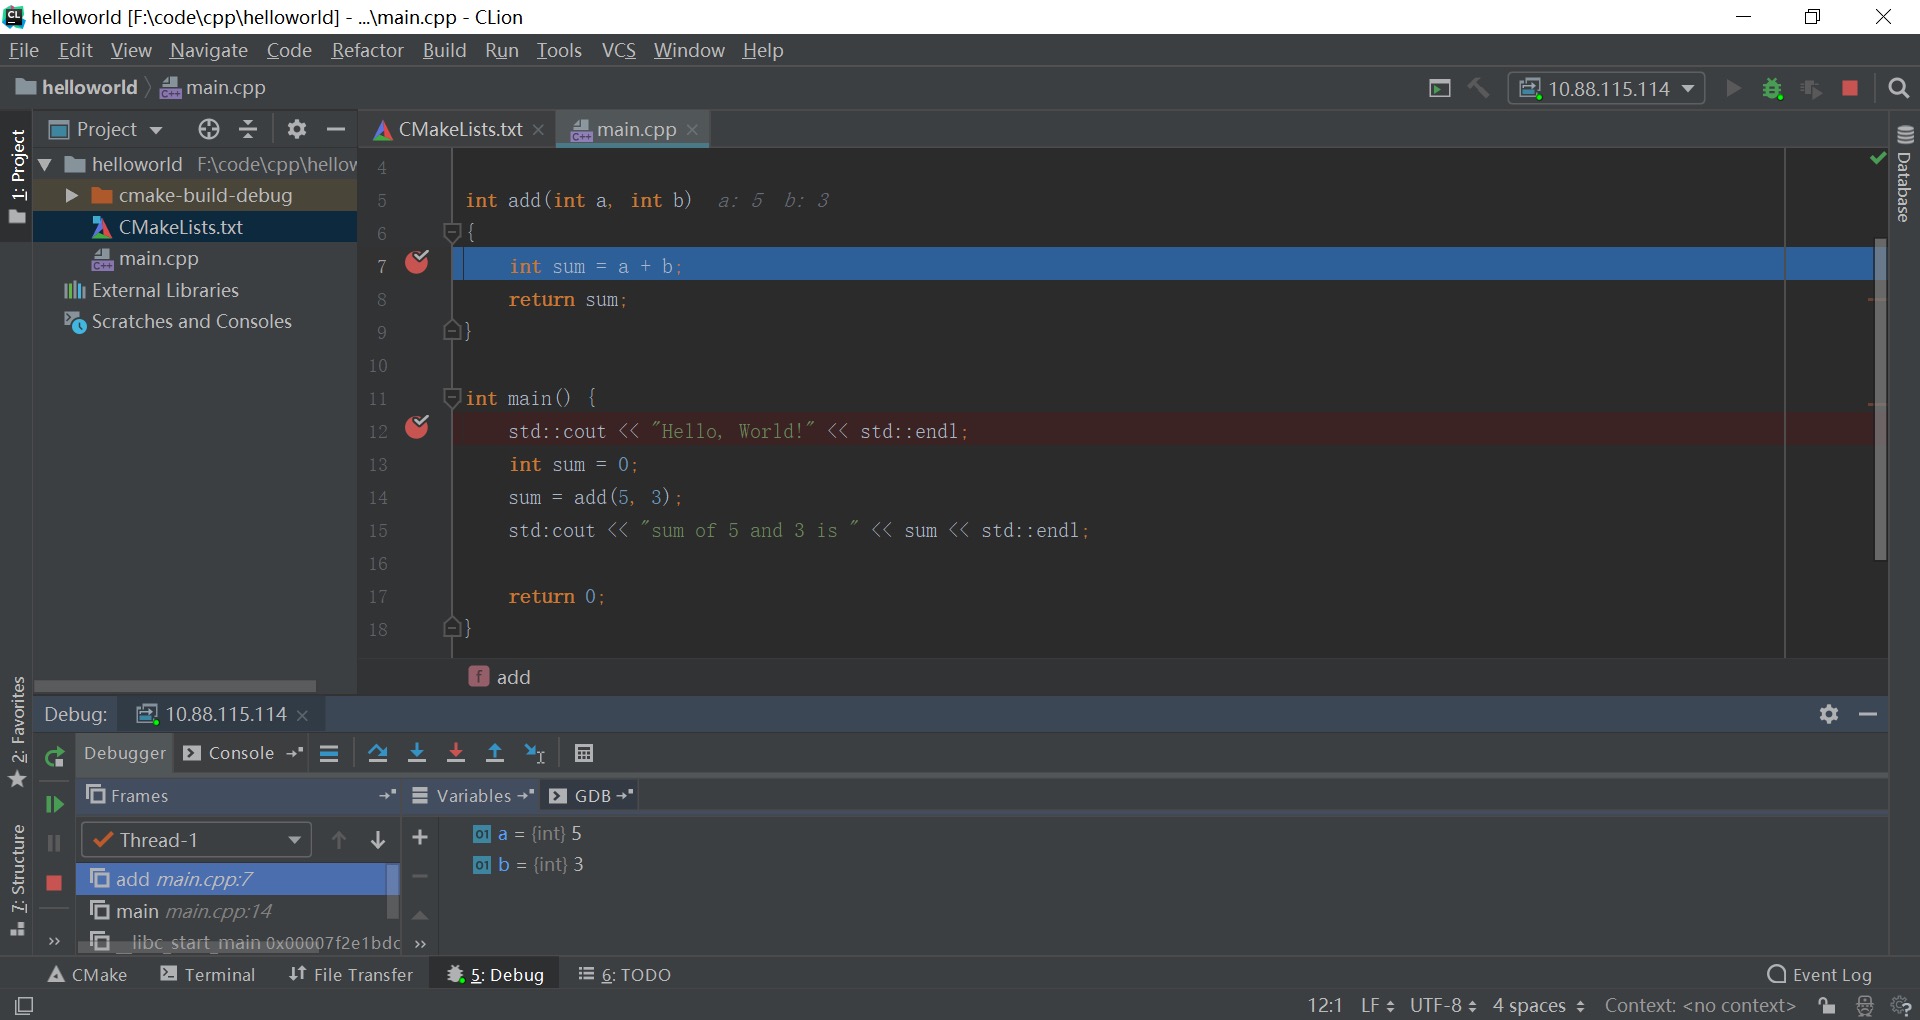 helloworld [F:\code\cpp\helloworld] - ...\main.cpp - CLion
File Edit View Navigate Code Refactor Build Run Tools VCS Window Help
helloworld main.cpp
10.88.115.114
1: Project
Project
CMakeLists.txt
main.cpp
Database
helloworld F:\code\cpp\hellow
cmake-build-debug
CMakeLists.txt
main.cpp
External Libraries
Scratches and Consoles
4
5 int add(int a, int b) a: 5 b: 3
6 {
7 int sum = a + b;
8 return sum;
9 }
10
11 int main() {
12 std::cout << "Hello, World!" << std::endl;
13 int sum = 0;
14 sum = add(5, 3);
15 std:cout << "sum of 5 and 3 is " << sum << std::endl;
16
17 return 0;
18 }
f add
2: Favorites
7: Structure
Debug: 10.88.115.114
Debugger Console
Frames Variables GDB
Thread-1
add main.cpp:7
main main.cpp:14
__libc_start_main 0x00007f2e1bdc
a = {int} 5
b = {int} 3
CMake Terminal File Transfer 5: Debug 6: TODO Event Log
12:1 LF UTF-8 4 spaces Context: <no context>